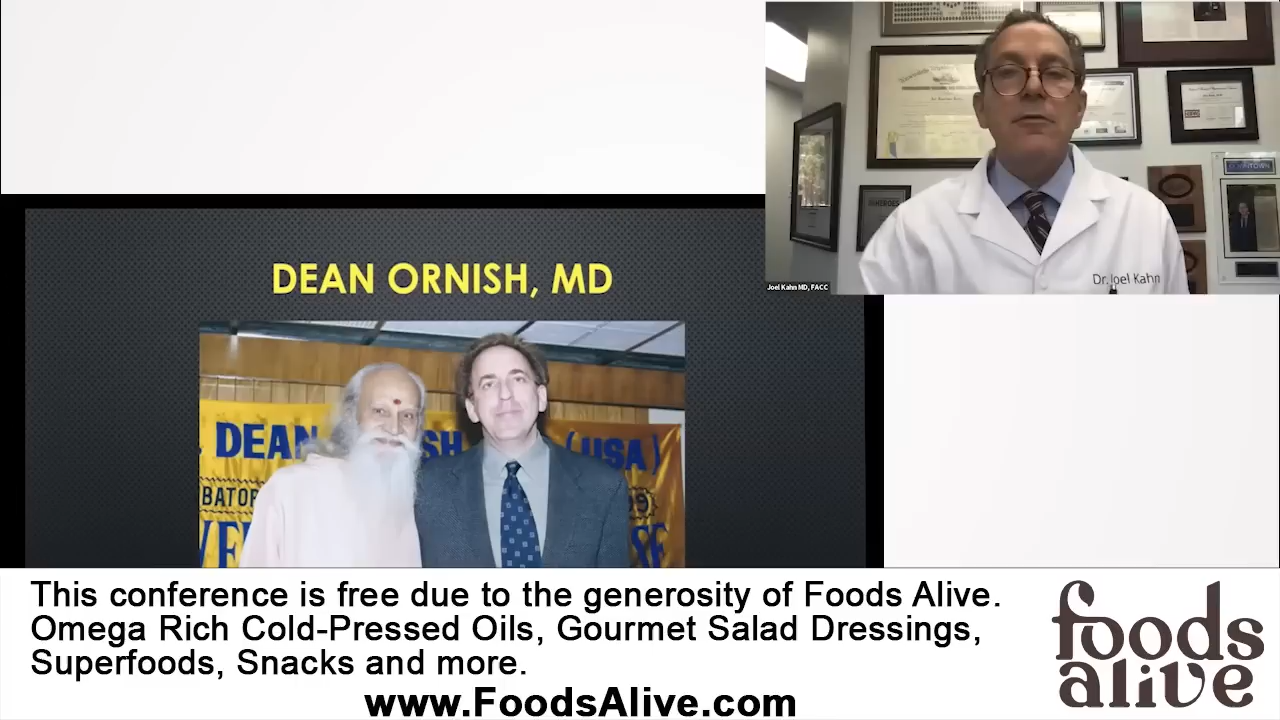 DEAN ORNISH, MD
DEAN
SH
(USA)
Joel Kahn MD, FACC
Dr. Joel Kahn
This conference is free due to the generosity of Foods Alive.
Omega Rich Cold-Pressed Oils, Gourmet Salad Dressings,
Superfoods, Snacks and more.
www.FoodsAlive.com
foods
alive